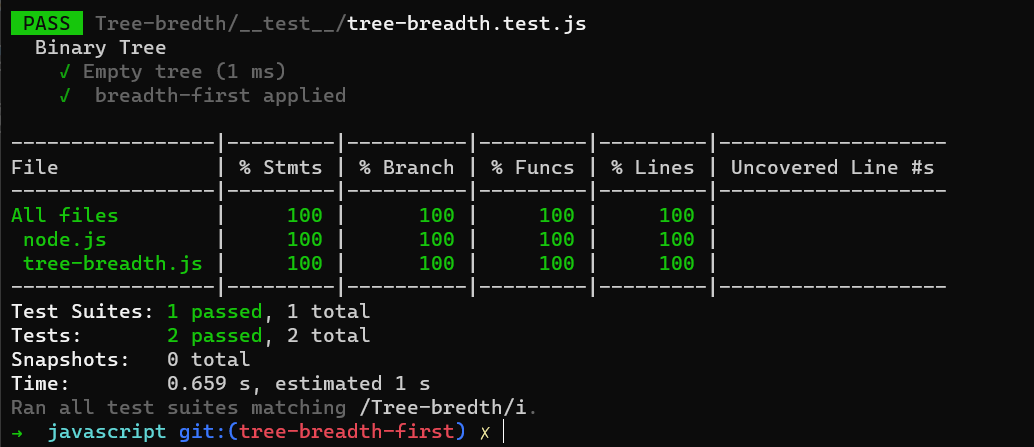 PASS Tree-bredth/__test__/tree-breadth.test.js
Binary Tree
√ Empty tree (1 ms)
√ breadth-first applied
-----------------|---------|----------|---------|---------|-------------------
File | % Stmts | % Branch | % Funcs | % Lines | Uncovered Line #s
-----------------|---------|----------|---------|---------|-------------------
All files | 100 | 100 | 100 | 100 |
node.js | 100 | 100 | 100 | 100 |
tree-breadth.js | 100 | 100 | 100 | 100 |
-----------------|---------|----------|---------|---------|-------------------
Test Suites: 1 passed, 1 total
Tests: 2 passed, 2 total
Snapshots: 0 total
Time: 0.659 s, estimated 1 s
Ran all test suites matching /Tree-bredth/i.
→ javascript git:(tree-breadth-first) ✗